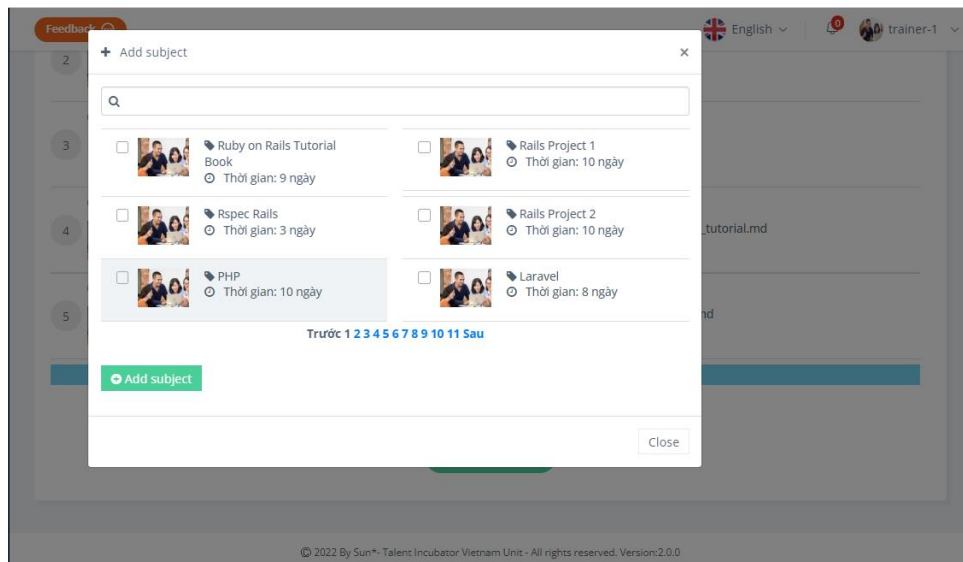 Feedback
English
0
trainer-1
Add subject
×
2
3
4
5
Ruby on Rails Tutorial
Book
Thời gian: 9 ngày
Rails Project 1
Thời gian: 10 ngày
Rspec Rails
Thời gian: 3 ngày
Rails Project 2
Thời gian: 10 ngày
_tutorial.md
PHP
Thời gian: 10 ngày
Laravel
Thời gian: 8 ngày
Trước 1 2 3 4 5 6 7 8 9 10 11 Sau
Add subject
Close
© 2022 By Sun*- Talent Incubator Vietnam Unit - All rights reserved. Version:2.0.0